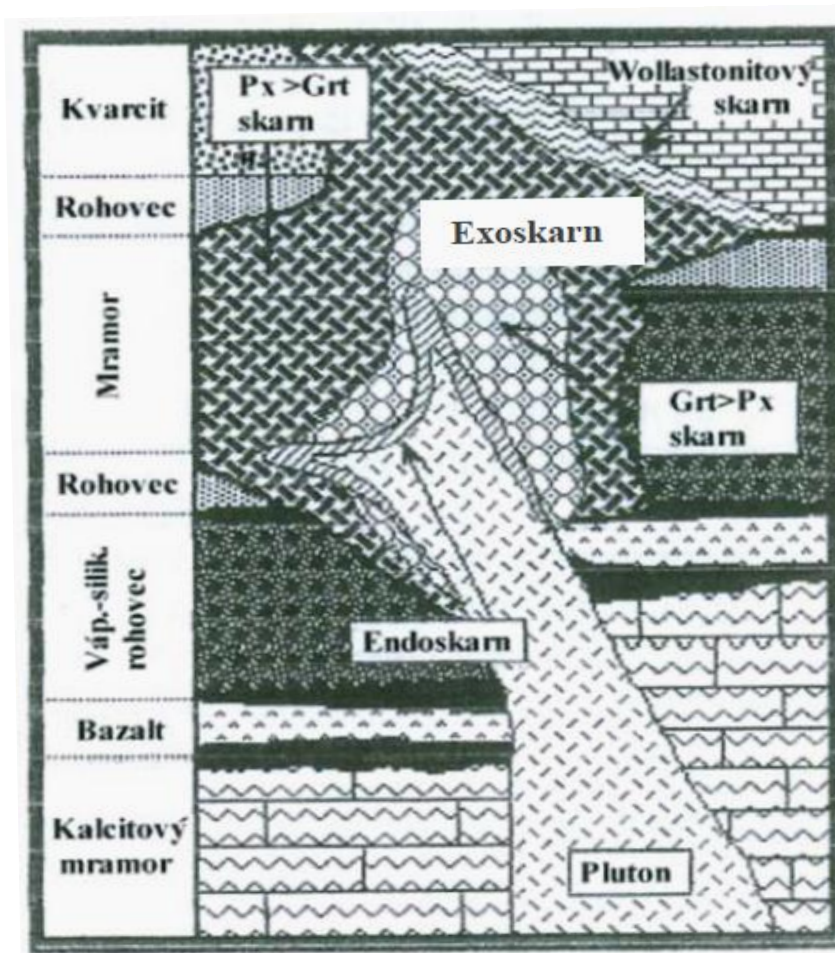 Kvarcit
Rohovec
Mramor
Rohovec
Váp.-silik.
rohovec
Bazalt
Kalcitový
mramor
Px >Grt
skarn
Wollastonitový
skarn
Exoskarn
Grt>Px
skarn
Endoskarn
Pluton